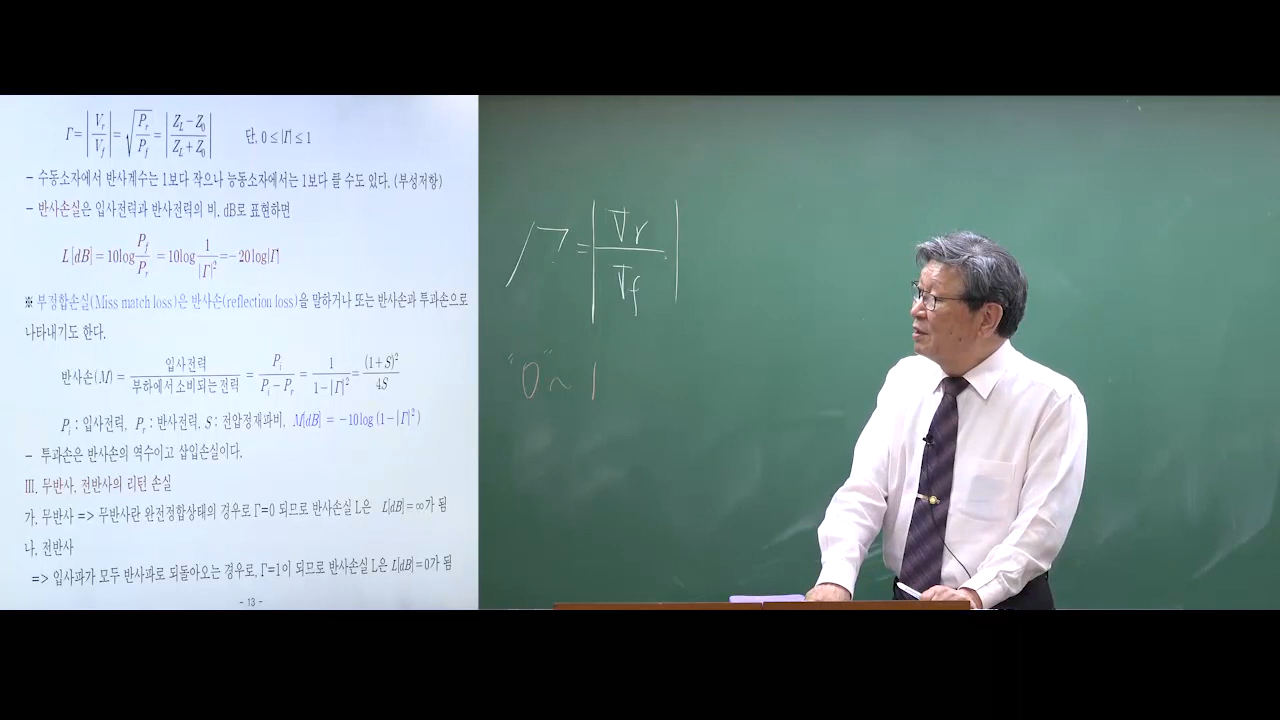 Γ = |V_r / V_f| = √(P_r / P_f) = |(Z_L − Z_0) / (Z_L + Z_0)| 단, 0 ≤ |Γ| ≤ 1
− 수동소자에서 반사계수는 1보다 작으나 능동소자에서는 1보다 클 수도 있다. (부성저항)
− 반사손실은 입사전력과 반사전력의 비, dB로 표현하면
L[dB] = 10log P_f / P_r = 10log 1 / |Γ|² = −20log|Γ|
※ 부정합손실(Miss match loss)은 반사손(reflection loss)을 말하거나 또는 반사손과 투과손으로
나타내기도 한다.
반사손(M) = 입사전력 / 부하에서 소비되는 전력 = P_i / (P_i − P_r) = 1 / (1−|Γ|²) = (1+S)² / 4S
P_i : 입사전력, P_r : 반사전력, S : 전압정재파비, M[dB] = −10log (1−|Γ|²)
− 투과손은 반사손의 역수이고 삽입손실이다.
Ⅲ. 무반사, 전반사의 리턴 손실
가. 무반사 => 무반사란 완전정합상태의 경우로 Γ=0 되므로 반사손실 L은 L[dB] = ∞가 됨
나. 전반사
=> 입사파가 모두 반사파로 되돌아오는 경우로, Γ=1이 되므로 반사손실 L은 L[dB] = 0가 됨
- 13 -
Γ = |V_r / V_f|
"0" ~ 1